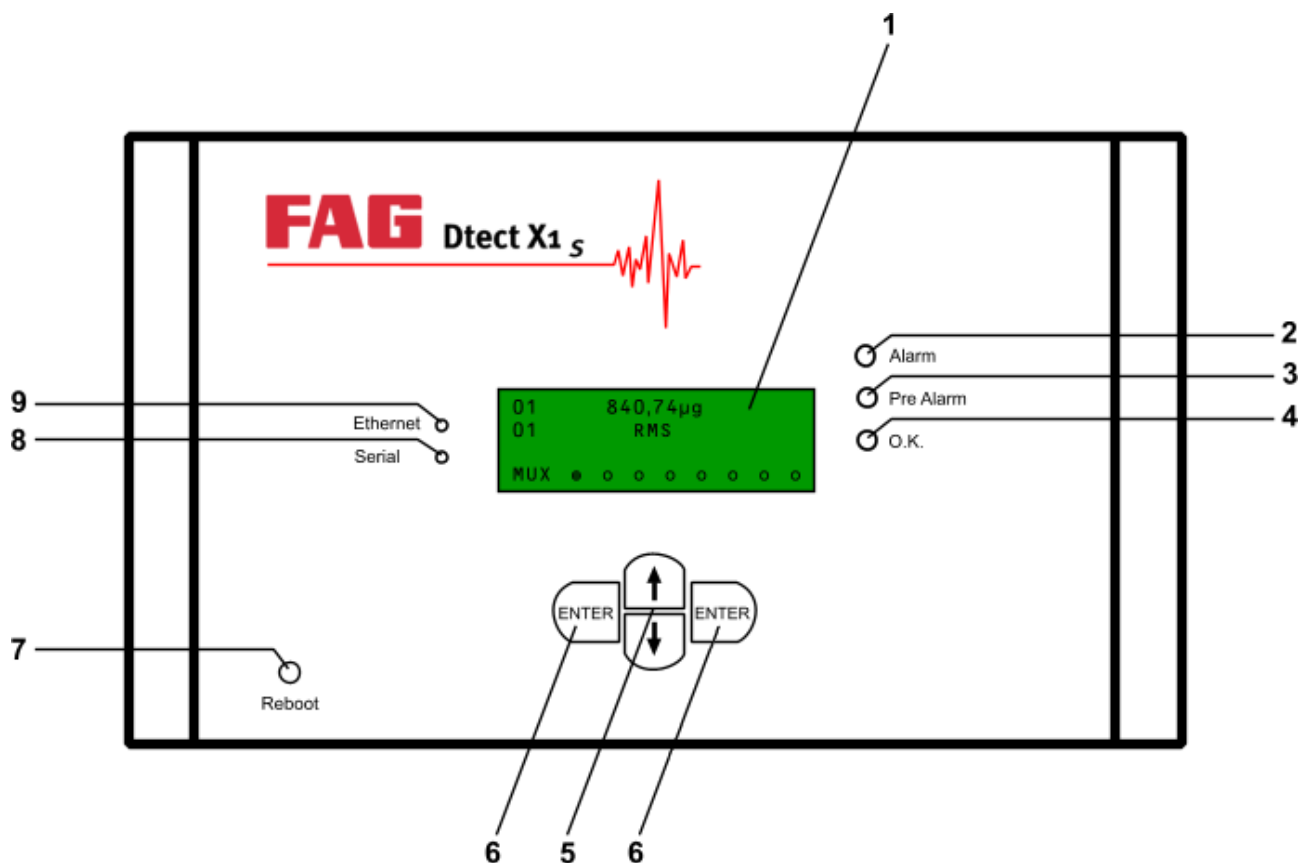 1
FAG Dtect X1 S
2
Alarm
3
Pre Alarm
4
O.K.
9
Ethernet
8
Serial
01 840,74µg
01 RMS
MUX
ENTER
ENTER
7
Reboot
6
5
6